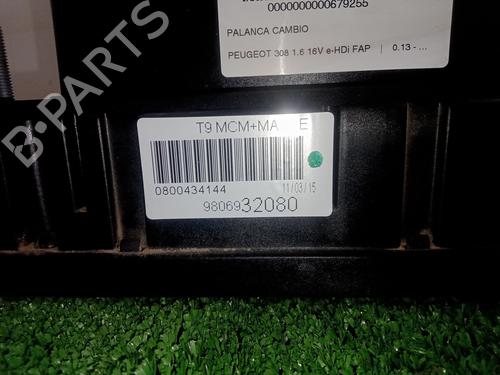 0000000000679255
PALANCA CAMBIO
PEUGEOT 308 1.6 16V e-HDi FAP | 0.13 - ...
T9 MCM+MA E
0800434144
11/03/15
9806932080
B-PARTS